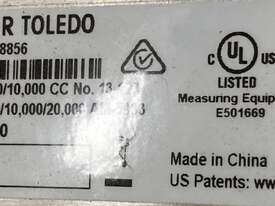 R TOLEDO
8856
0/10,000 CC No. 13
/10,000/20,000
0
C UL US
LISTED
Measuring Equip
E501669
Made in China
US Patents: www